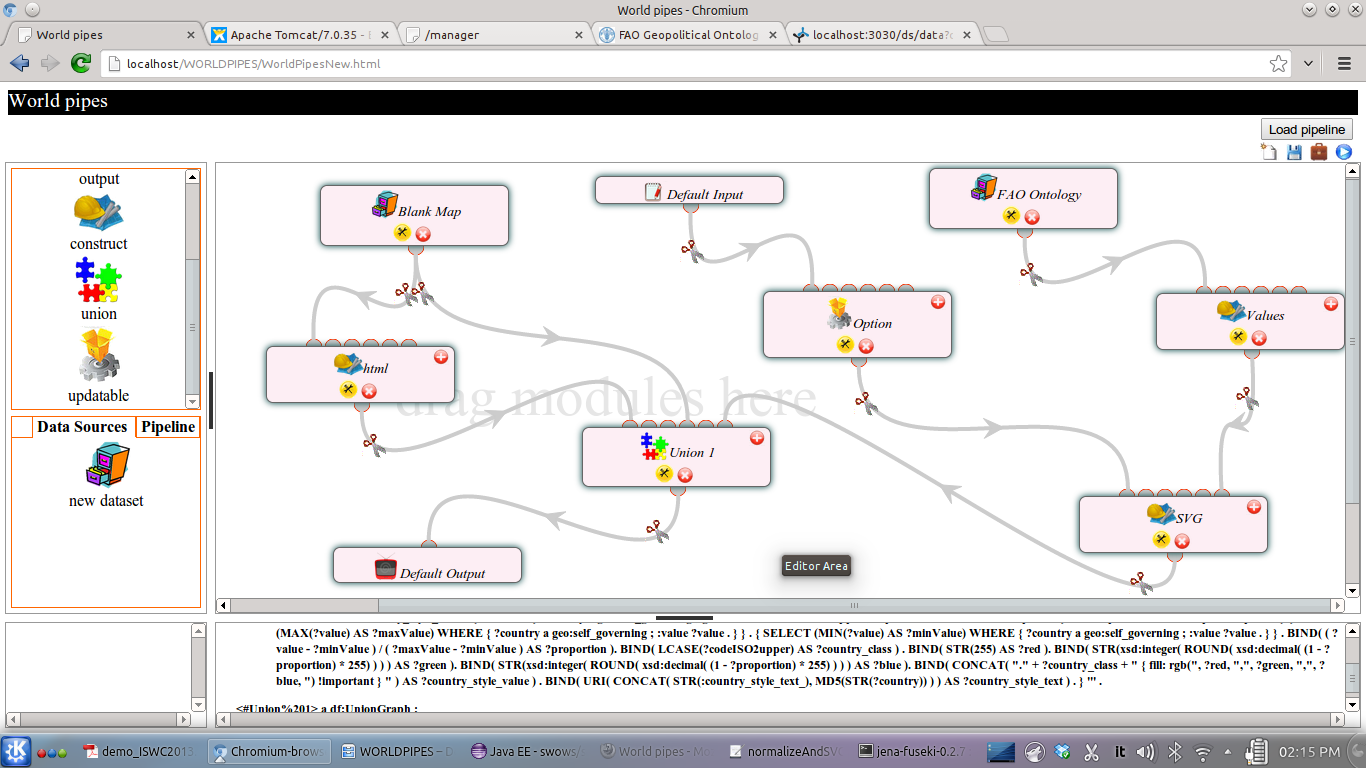 World pipes - Chromium
World pipes
Apache Tomcat/7.0.35 - E
/manager
FAO Geopolitical Ontolog
localhost:3030/ds/data?
localhost/WORLDPIPES/WorldPipesNew.html
World pipes
Load pipeline
output
construct
union
updatable
Data Sources
Pipeline
new dataset
drag modules here
Blank Map
Default Input
FAO Ontology
Option
Values
html
Union 1
SVG
Default Output
Editor Area
(MAX(?value) AS ?maxValue) WHERE { ?country a geo:self_governing ; :value ?value . } } . { SELECT (MIN(?value) AS ?minValue) WHERE { ?country a geo:self_governing ; :value ?value . } } . BIND( ( ?
value - ?minValue ) / ( ?maxValue - ?minValue ) AS ?proportion ). BIND( LCASE(?codeISO2upper) AS ?country_class ) . BIND( STR(255) AS ?red ). BIND( STR(xsd:integer( ROUND( xsd:decimal( (1 - ?
proportion) * 255) ) ) ) AS ?green ). BIND( STR(xsd:integer( ROUND( xsd:decimal( (1 - ?proportion) * 255) ) ) ) AS ?blue ). BIND( CONCAT( "." + ?country_class + " { fill: rgb(", ?red, ",", ?green, ",", ?
blue, ") !important } " ) AS ?country_style_value ) . BIND( URI( CONCAT( STR(:country_style_text_), MD5(STR(?country)) ) ) AS ?country_style_text ) . } ''' .
<#Union%201> a df:UnionGraph ;
demo_ISWC2013
Chromium-brows
WORLDPIPES – D
Java EE - swows/s
World pipes - M
normalizeAndSV
jena-fuseki-0.2.7
it
02:15 PM